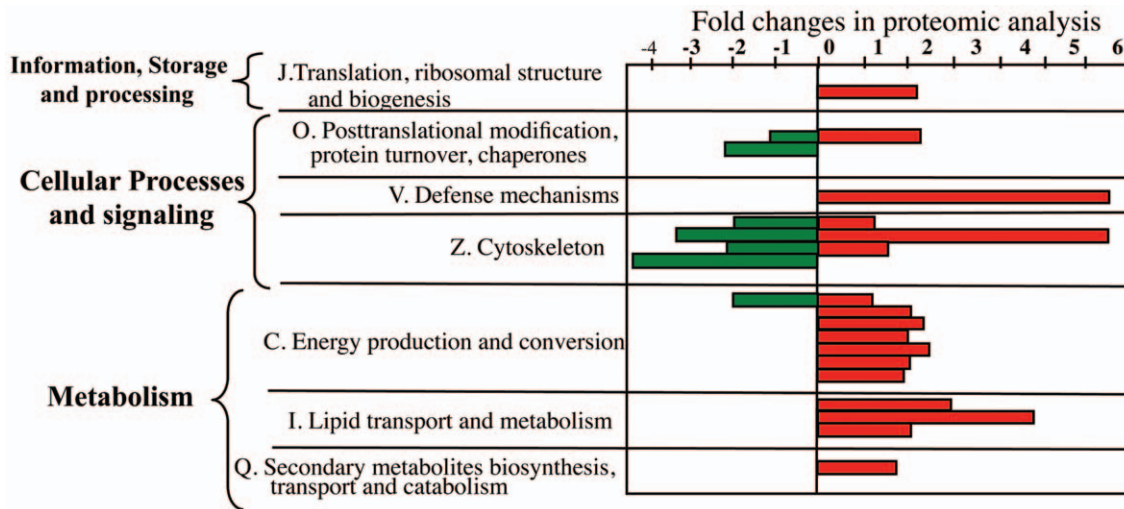 Fold changes in proteomic analysis
-4 -3 -2 -1 0 1 2 3 4 5 6
Information, Storage
and processing
J.Translation, ribosomal structure
and biogenesis
Cellular Processes
and signaling
O. Posttranslational modification,
protein turnover, chaperones
V. Defense mechanisms
Z. Cytoskeleton
Metabolism
C. Energy production and conversion
I. Lipid transport and metabolism
Q. Secondary metabolites biosynthesis,
transport and catabolism